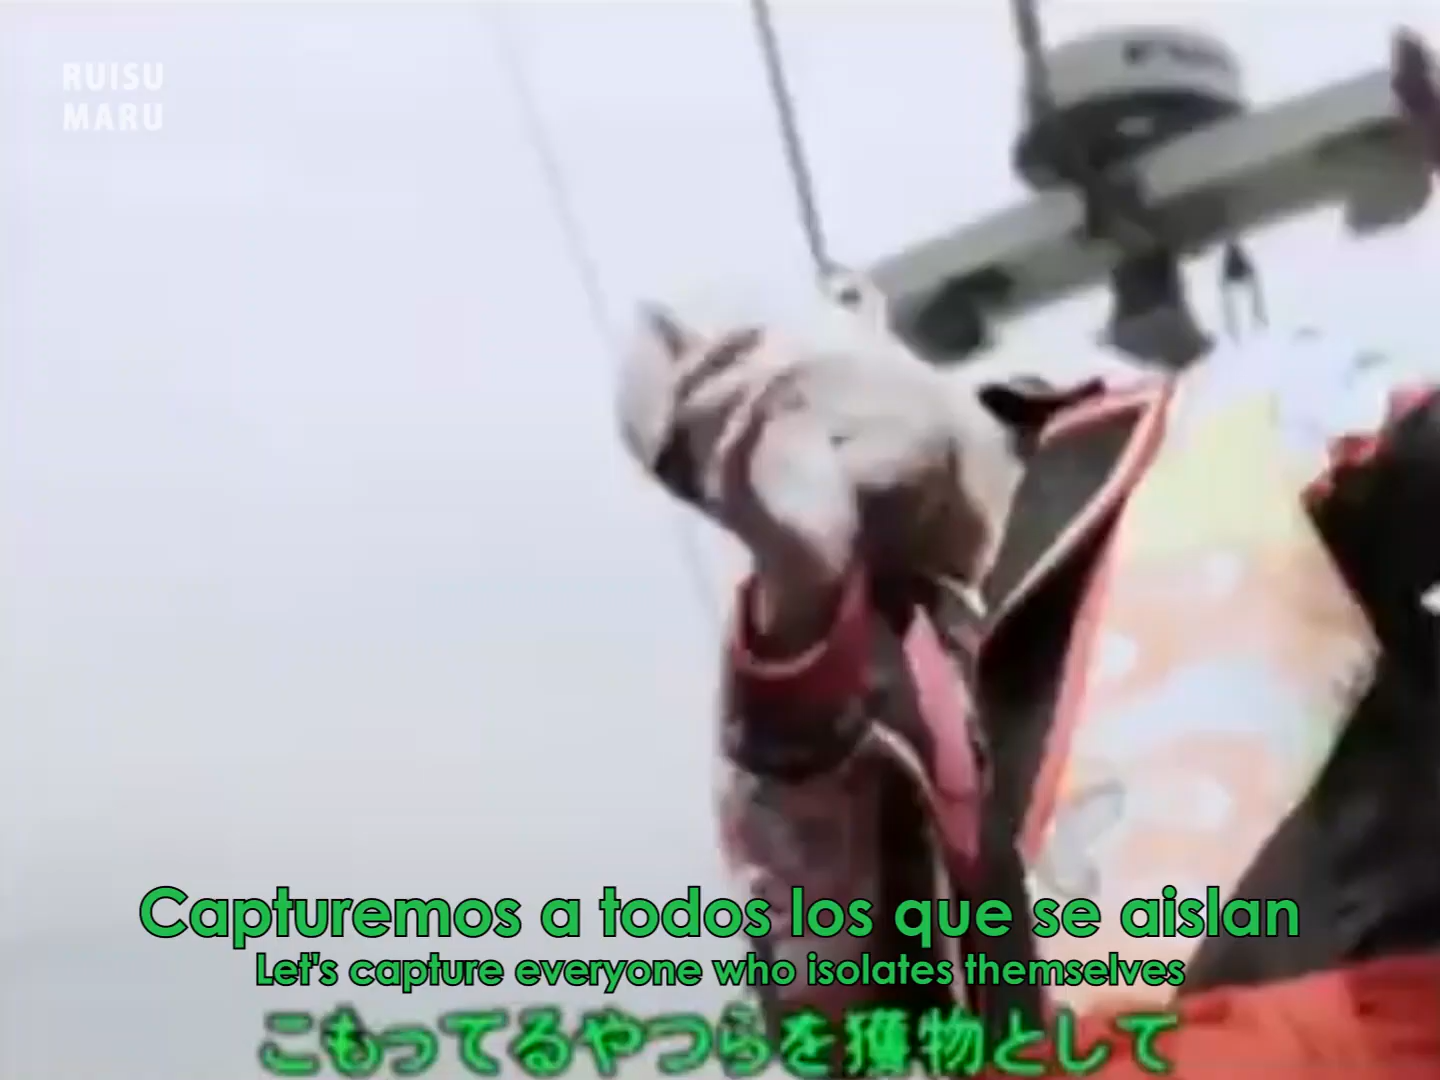 RUISU
MARU
Capturemos a todos los que se aislan
Let's capture everyone who isolates themselves
こもってるやつらを獲物として